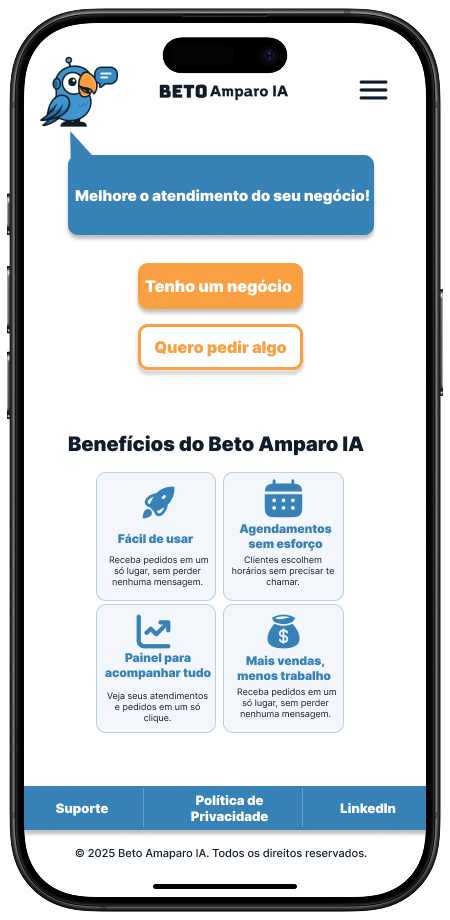 BETO Amparo IA
Melhore o atendimento do seu negócio!
Tenho um negócio
Quero pedir algo
Benefícios do Beto Amparo IA
Fácil de usar
Receba pedidos em um
só lugar, sem perder
nenhuma mensagem.
Agendamentos
sem esforço
Clientes escolhem
horários sem precisar te
chamar.
Painel para
acompanhar tudo
Veja seus atendimentos
e pedidos em um só
clique.
$
Mais vendas,
menos trabalho
Receba pedidos em um
só lugar, sem perder
nenhuma mensagem.
Suporte
Política de
Privacidade
LinkedIn
© 2025 Beto Amaparo IA. Todos os direitos reservados.